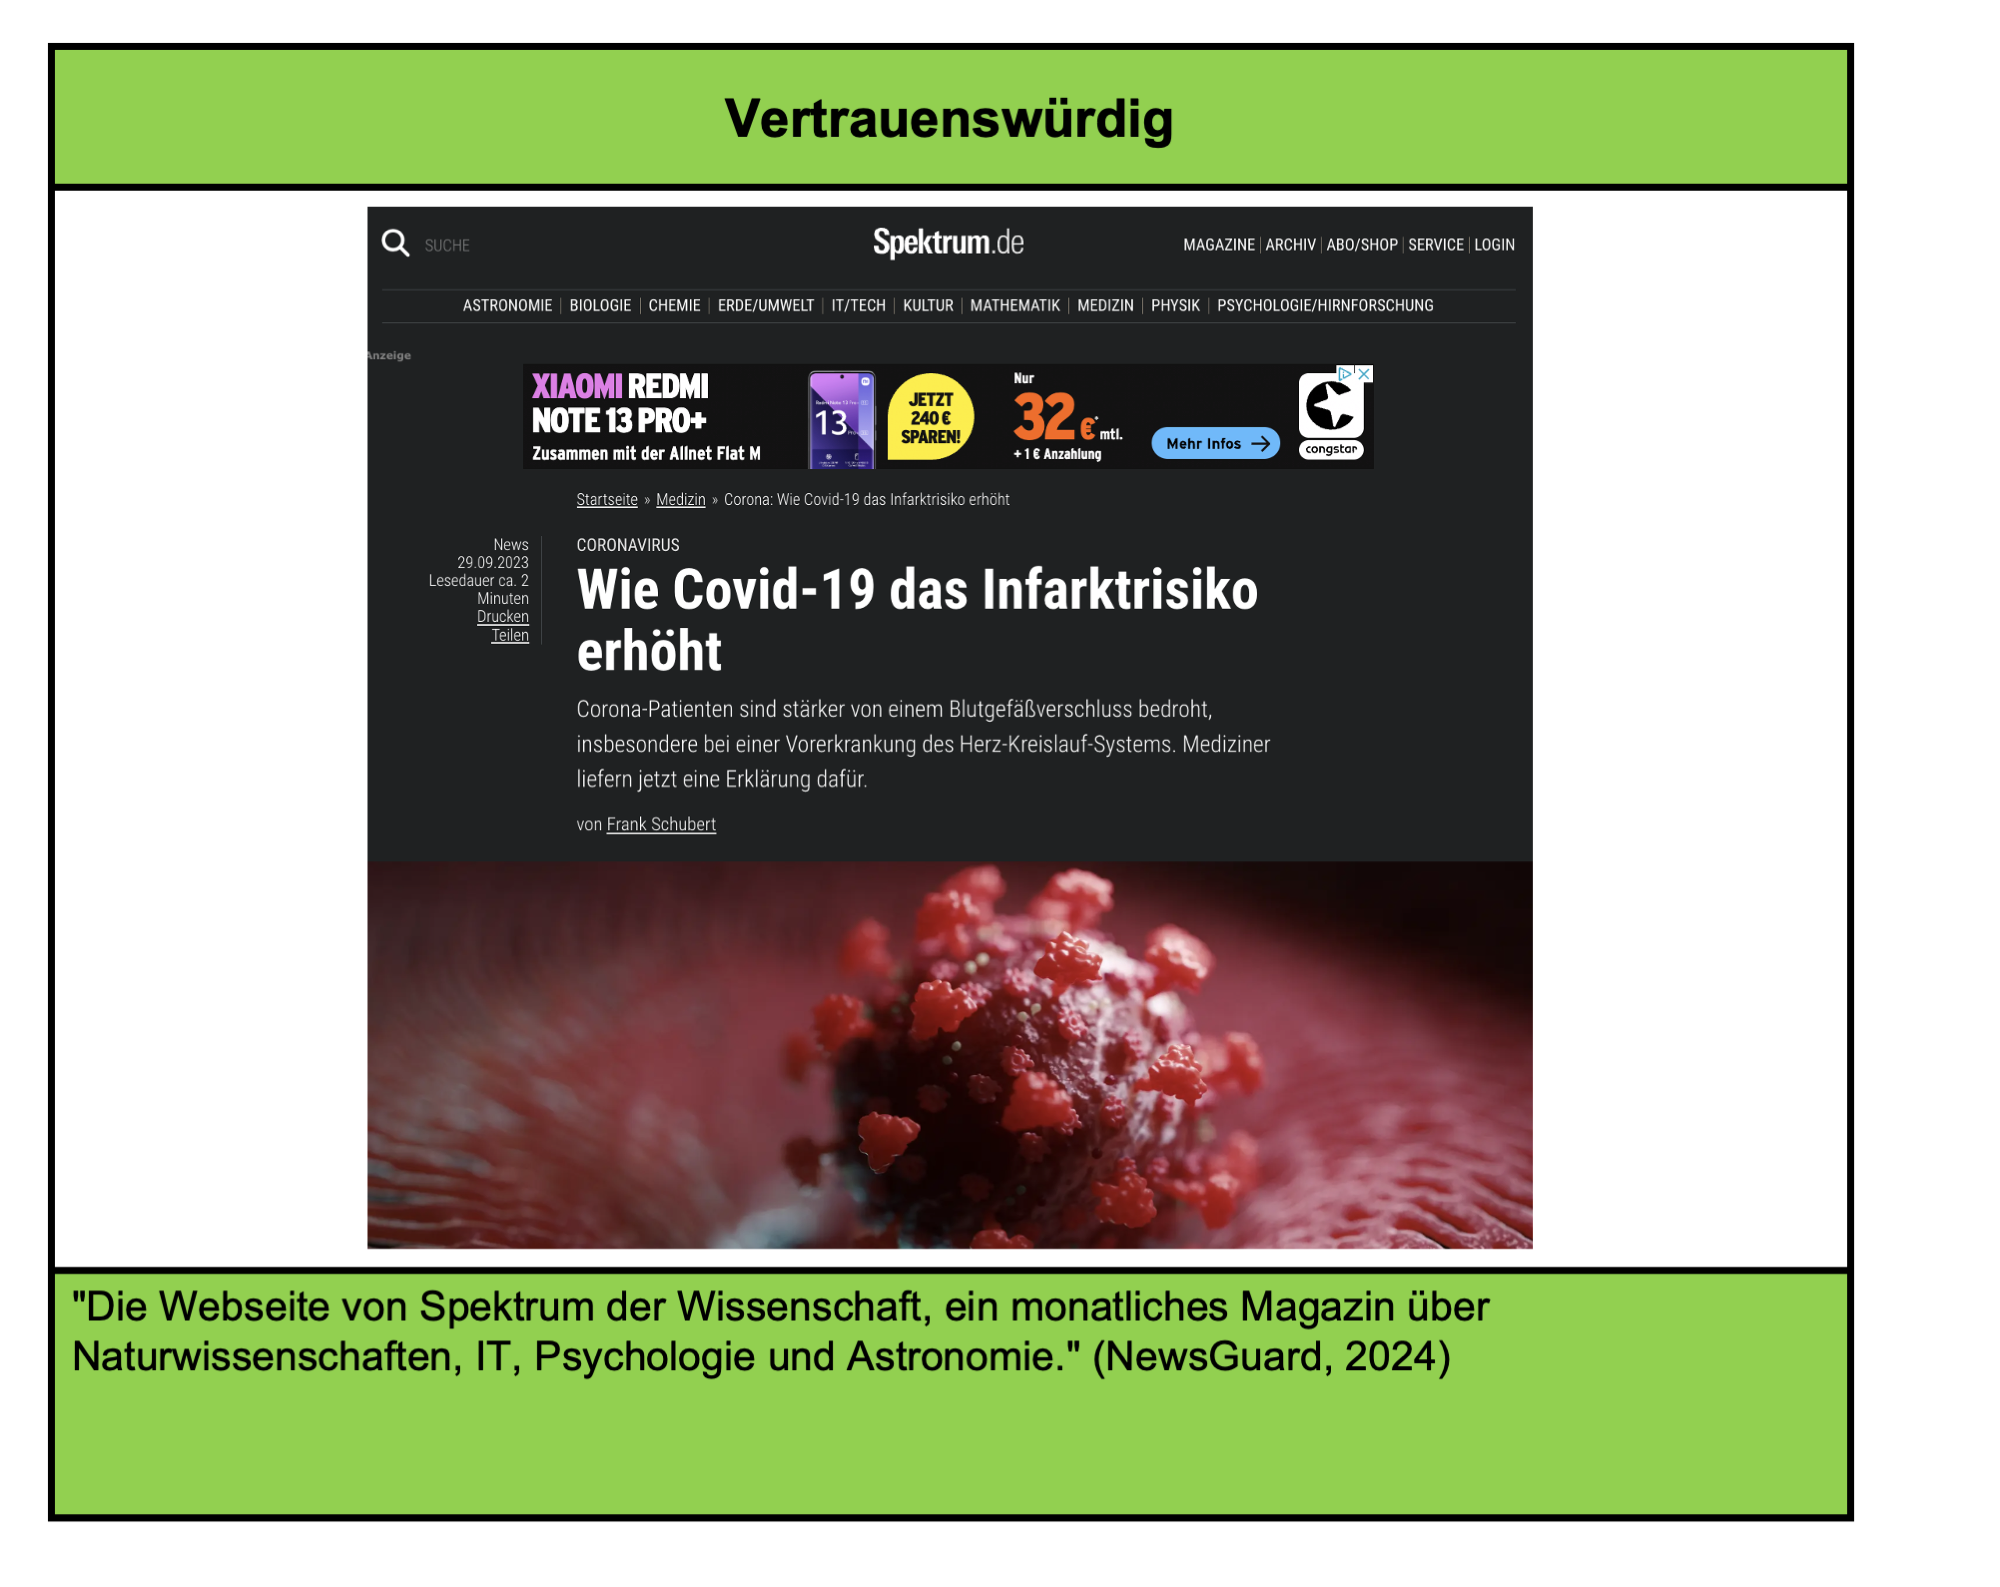 Vertrauenswürdig
SUCHE
Spektrum.de
MAGAZINE | ARCHIV | ABO/SHOP | SERVICE | LOGIN
ASTRONOMIE | BIOLOGIE | CHEMIE | ERDE/UMWELT | IT/TECH | KULTUR | MATHEMATIK | MEDIZIN | PHYSIK | PSYCHOLOGIE/HIRNFORSCHUNG
Anzeige
XIAOMI REDMI
NOTE 13 PRO+
Zusammen mit der Allnet Flat M
13
JETZT
240 €
SPAREN!
Nur
32 €* mtl.
+ 1 € Anzahlung
Mehr Infos →
congstar
Startseite » Medizin » Corona: Wie Covid-19 das Infarktrisiko erhöht
News
29.09.2023
Lesedauer ca. 2
Minuten
Drucken
Teilen
CORONAVIRUS
Wie Covid-19 das Infarktrisiko
erhöht
Corona-Patienten sind stärker von einem Blutgefäßverschluss bedroht,
insbesondere bei einer Vorerkrankung des Herz-Kreislauf-Systems. Mediziner
liefern jetzt eine Erklärung dafür.
von Frank Schubert
"Die Webseite von Spektrum der Wissenschaft, ein monatliches Magazin über
Naturwissenschaften, IT, Psychologie und Astronomie." (NewsGuard, 2024)